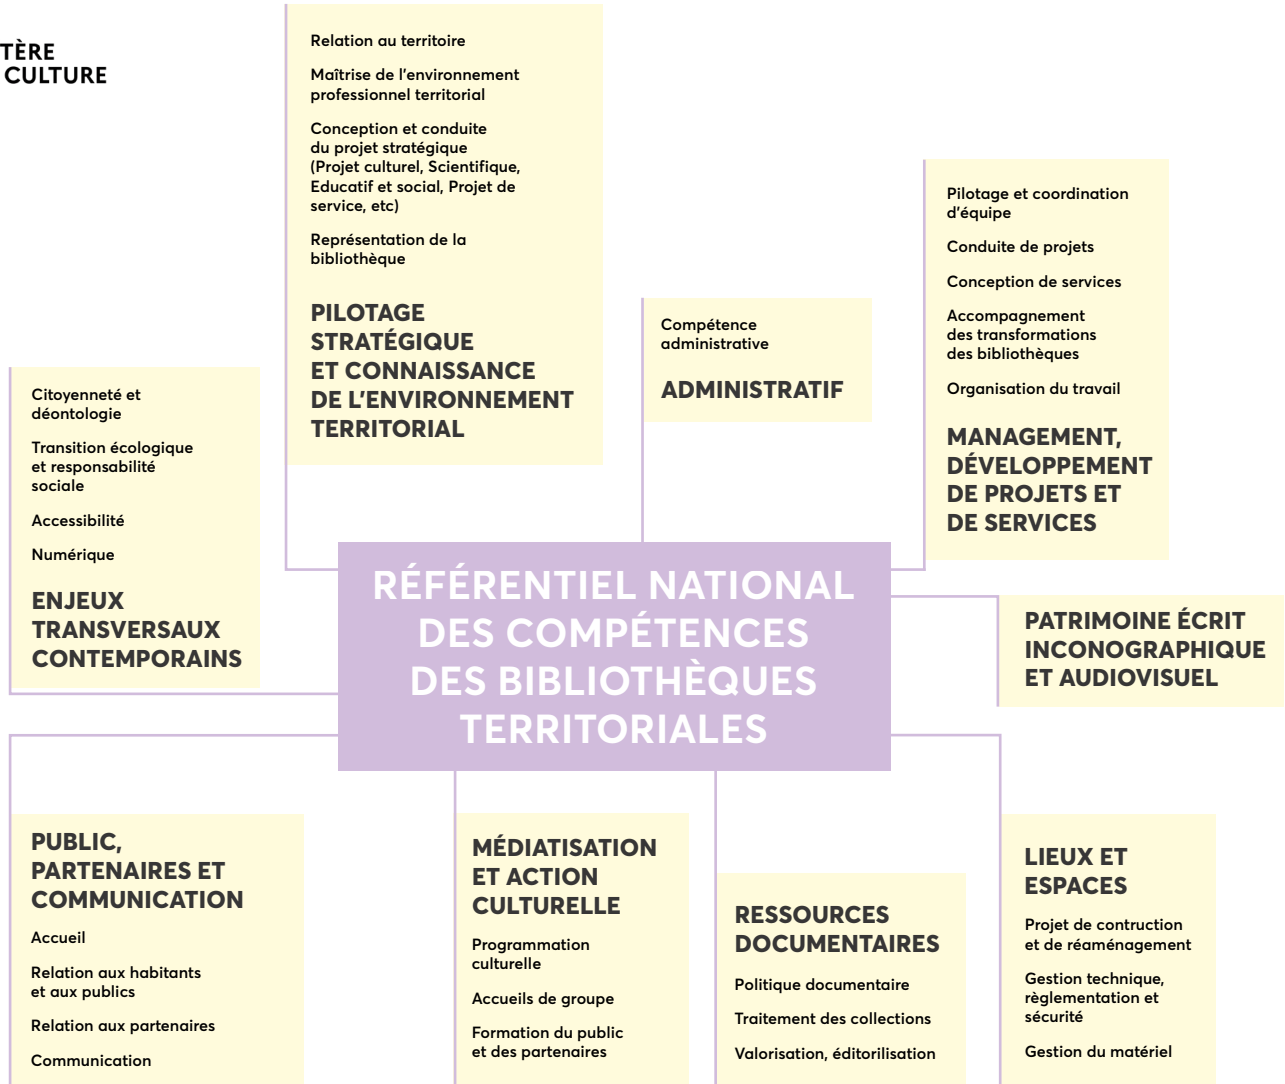 TÈRE
CULTURE
Relation au territoire
Maîtrise de l'environnement
professionnel territorial
Conception et conduite
du projet stratégique
(Projet culturel, Scientifique,
Educatif et social, Projet de
service, etc)
Représentation de la
bibliothèque
PILOTAGE
STRATÉGIQUE
ET CONNAISSANCE
DE L'ENVIRONNEMENT
TERRITORIAL
Compétence
administrative
ADMINISTRATIF
Pilotage et coordination
d'équipe
Conduite de projets
Conception de services
Accompagnement
des transformations
des bibliothèques
Organisation du travail
MANAGEMENT,
DÉVELOPPEMENT
DE PROJETS ET
DE SERVICES
Citoyenneté et
déontologie
Transition écologique
et responsabilité
sociale
Accessibilité
Numérique
ENJEUX
TRANSVERSAUX
CONTEMPORAINS
RÉFÉRENTIEL NATIONAL
DES COMPÉTENCES
DES BIBLIOTHÈQUES
TERRITORIALES
PATRIMOINE ÉCRIT
INCONOGRAPHIQUE
ET AUDIOVISUEL
PUBLIC,
PARTENAIRES ET
COMMUNICATION
Accueil
Relation aux habitants
et aux publics
Relation aux partenaires
Communication
MÉDIATISATION
ET ACTION
CULTURELLE
Programmation
culturelle
Accueils de groupe
Formation du public
et des partenaires
RESSOURCES
DOCUMENTAIRES
Politique documentaire
Traitement des collections
Valorisation, éditorilisation
LIEUX ET
ESPACES
Projet de contruction
et de réaménagement
Gestion technique,
règlementation et
sécurité
Gestion du matériel